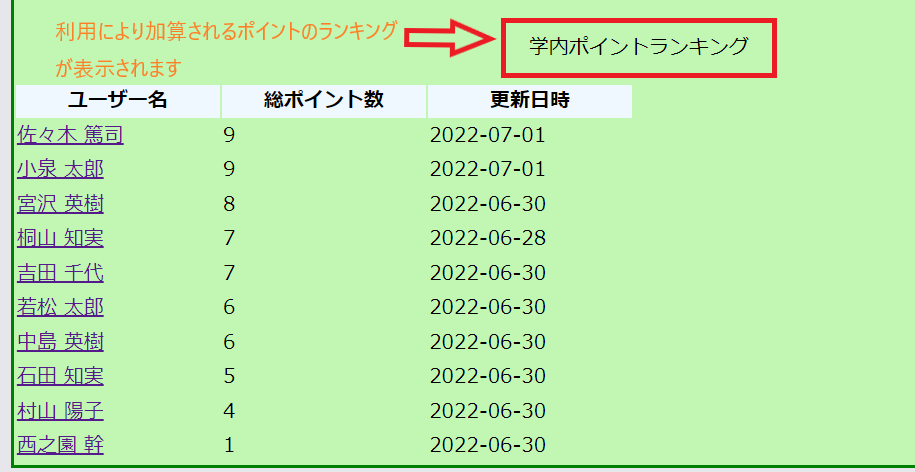 利用により加算されるポイントのランキング
が表示されます
学内ポイントランキング
ユーザー名 総ポイント数 更新日時
佐々木 篤司 9 2022-07-01
小泉 太郎 9 2022-07-01
宮沢 英樹 8 2022-06-30
桐山 知実 7 2022-06-28
吉田 千代 7 2022-06-30
若松 太郎 6 2022-06-30
中島 英樹 6 2022-06-30
石田 知実 5 2022-06-30
村山 陽子 4 2022-06-30
西之園 幹 1 2022-06-30